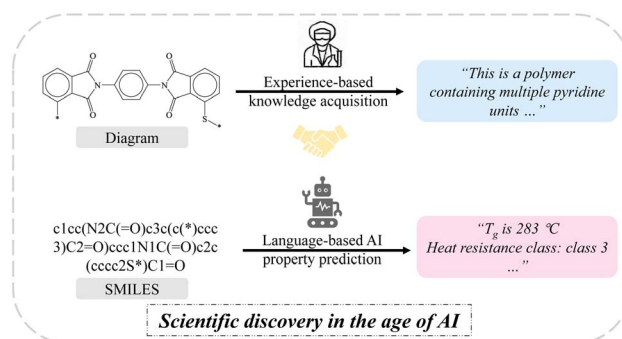 O
O
N
N
O
O
*
S
*
Diagram
Experience-based
knowledge acquisition
“This is a polymer
containing multiple pyridine
units ...”
c1cc(N2C(=O)c3c(c(*)ccc
3)C2=O)ccc1N1C(=O)c2c
(cccc2S*)C1=O
SMILES
Language-based AI
property prediction
“Tg is 283 ℃
Heat resistance class: class 3
...”
Scientific discovery in the age of AI